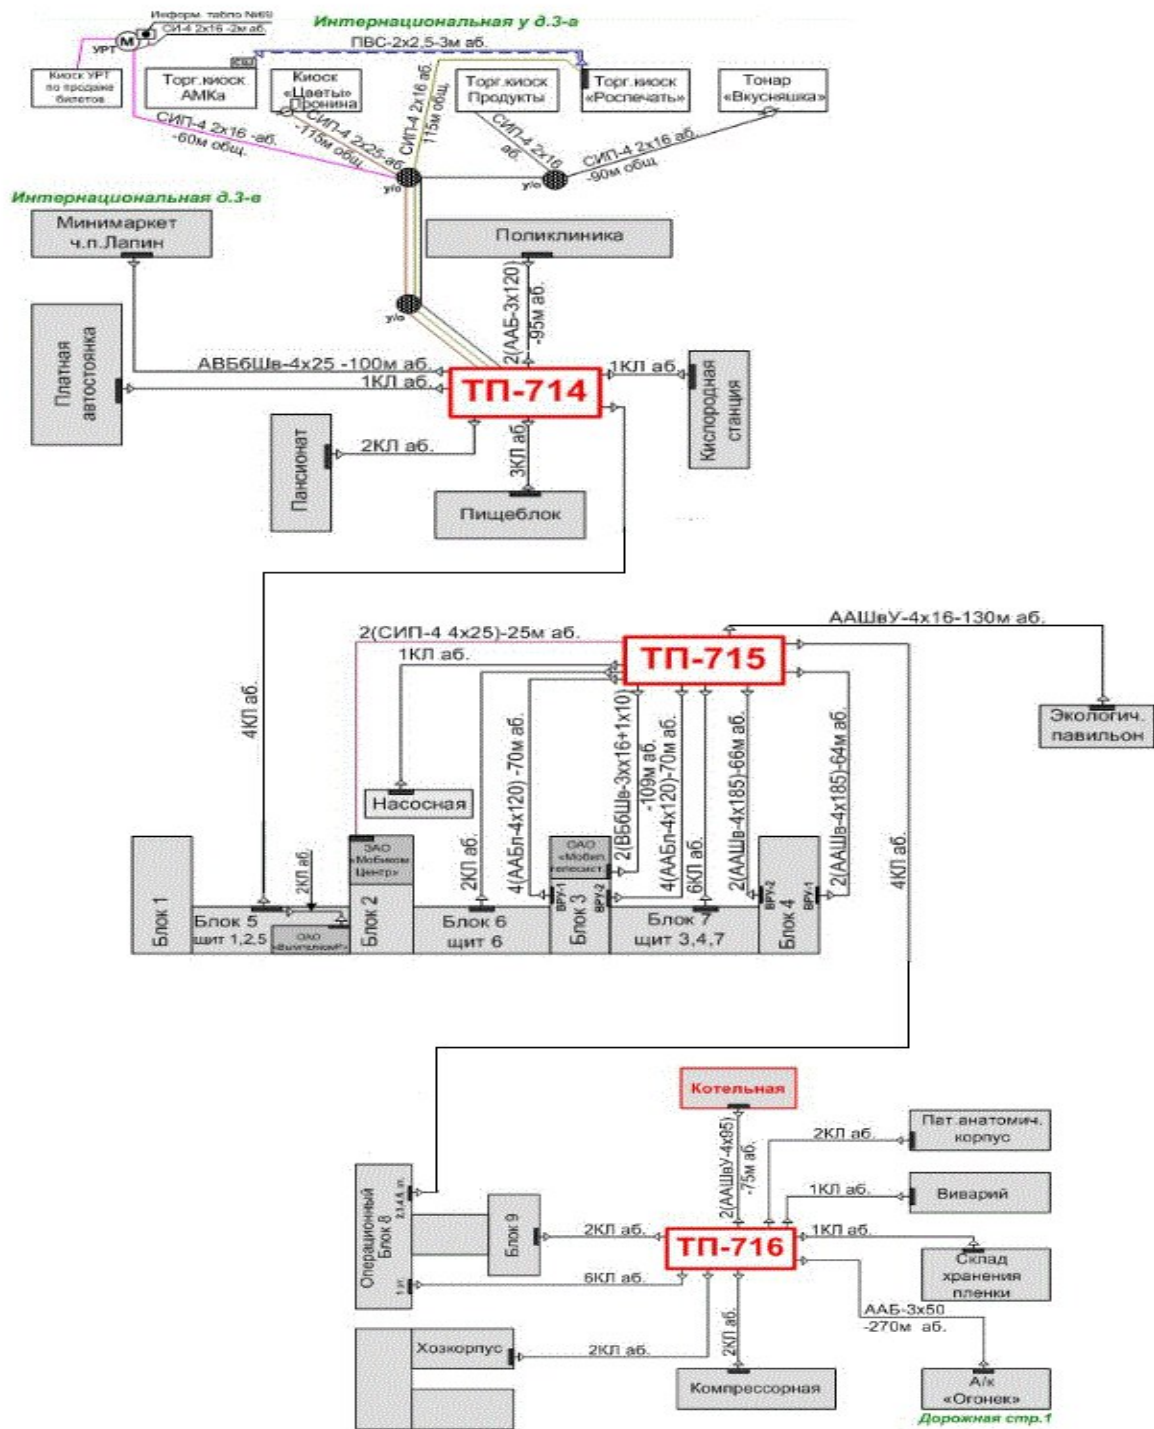 Информ. табло №69
СИ-4 2х16 -2м аб.
Интернациональная у д.3-а
УРТ
М
ПВС-2х2,5-3м аб.
Киоск УРТ
по продаже
билетов
Торг.киоск
АМКа
Киоск
«Цветы»
Пронина
Торг.киоск
Продукты
Торг.киоск
«Роспечать»
Тонар
«Вкусняшка»
СИП-4 2х16 -аб.
-60м общ.
СИП-4 2х25-аб
-115м общ.
СИП-4 2х16 аб.
115м общ.
СИП-4 2х16
аб.
СИП-4 2х16 аб.
-90м общ.
у/о
у/о
Интернациональная д.3-в
Минимаркет
ч.п.Лапин
Поликлиника
у/о
2(ААБ-3х120)
-95м аб.
Платная
автостоянка
АВБбШв-4х25 -100м аб.
1КЛ аб.
ТП-714
1КЛ аб.
Кислородная
станция
Пансионат
2КЛ аб.
3КЛ аб
Пищеблок
ААШвУ-4х16-130м аб.
2(СИП-4 4х25)-25м аб.
1КЛ аб.
ТП-715
Экологич.
павильон
4КЛ аб.
Насосная
2КЛ аб.
4(ААБл-4х120) -70м аб.
2(ВБбШв-3хх16+1х10)
-109м аб.
4(ААБл-4х120)-70м аб.
6КЛ аб.
2(ААШв-4х185)-66м аб.
2(ААШв-4х185)-64м аб.
4КЛ аб.
2КЛ аб.
ЗАО
«Мобиком
Центр»
ОАО
«Мобил.
телесист.»
Блок 1
Блок 5
щит 1,2,5
ОАО
Блок 2
Блок 6
щит 6
ВРУ-1
Блок 3
ВРУ-2
Блок 7
щит 3,4,7
ВРУ-2
Блок 4
ВРУ-1
Котельная
2(ААШвУ-4х95)
-75м аб.
2КЛ аб.
Пат.анатомич.
корпус
1КЛ аб.
Виварий
Операционный
Блок 8
2,3,4,5, эт.
1 эт.
Блок 9
2КЛ аб.
ТП-716
1КЛ аб.
Склад
хранения
пленки
6КЛ аб.
ААБ-3х50
-270м аб.
Хозкорпус
2КЛ аб.
2КЛ аб.
Компрессорная
А/к
«Огонек»
Дорожная стр.1